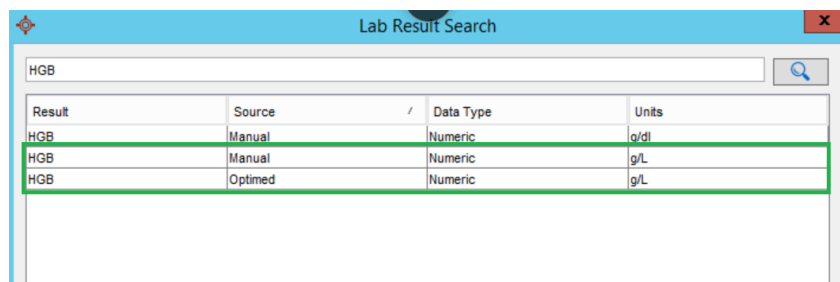 Lab Result Search
x
HGB
Result Source / Data Type Units
HGB Manual Numeric g/dl
HGB Manual Numeric g/L
HGB Optimed Numeric g/L